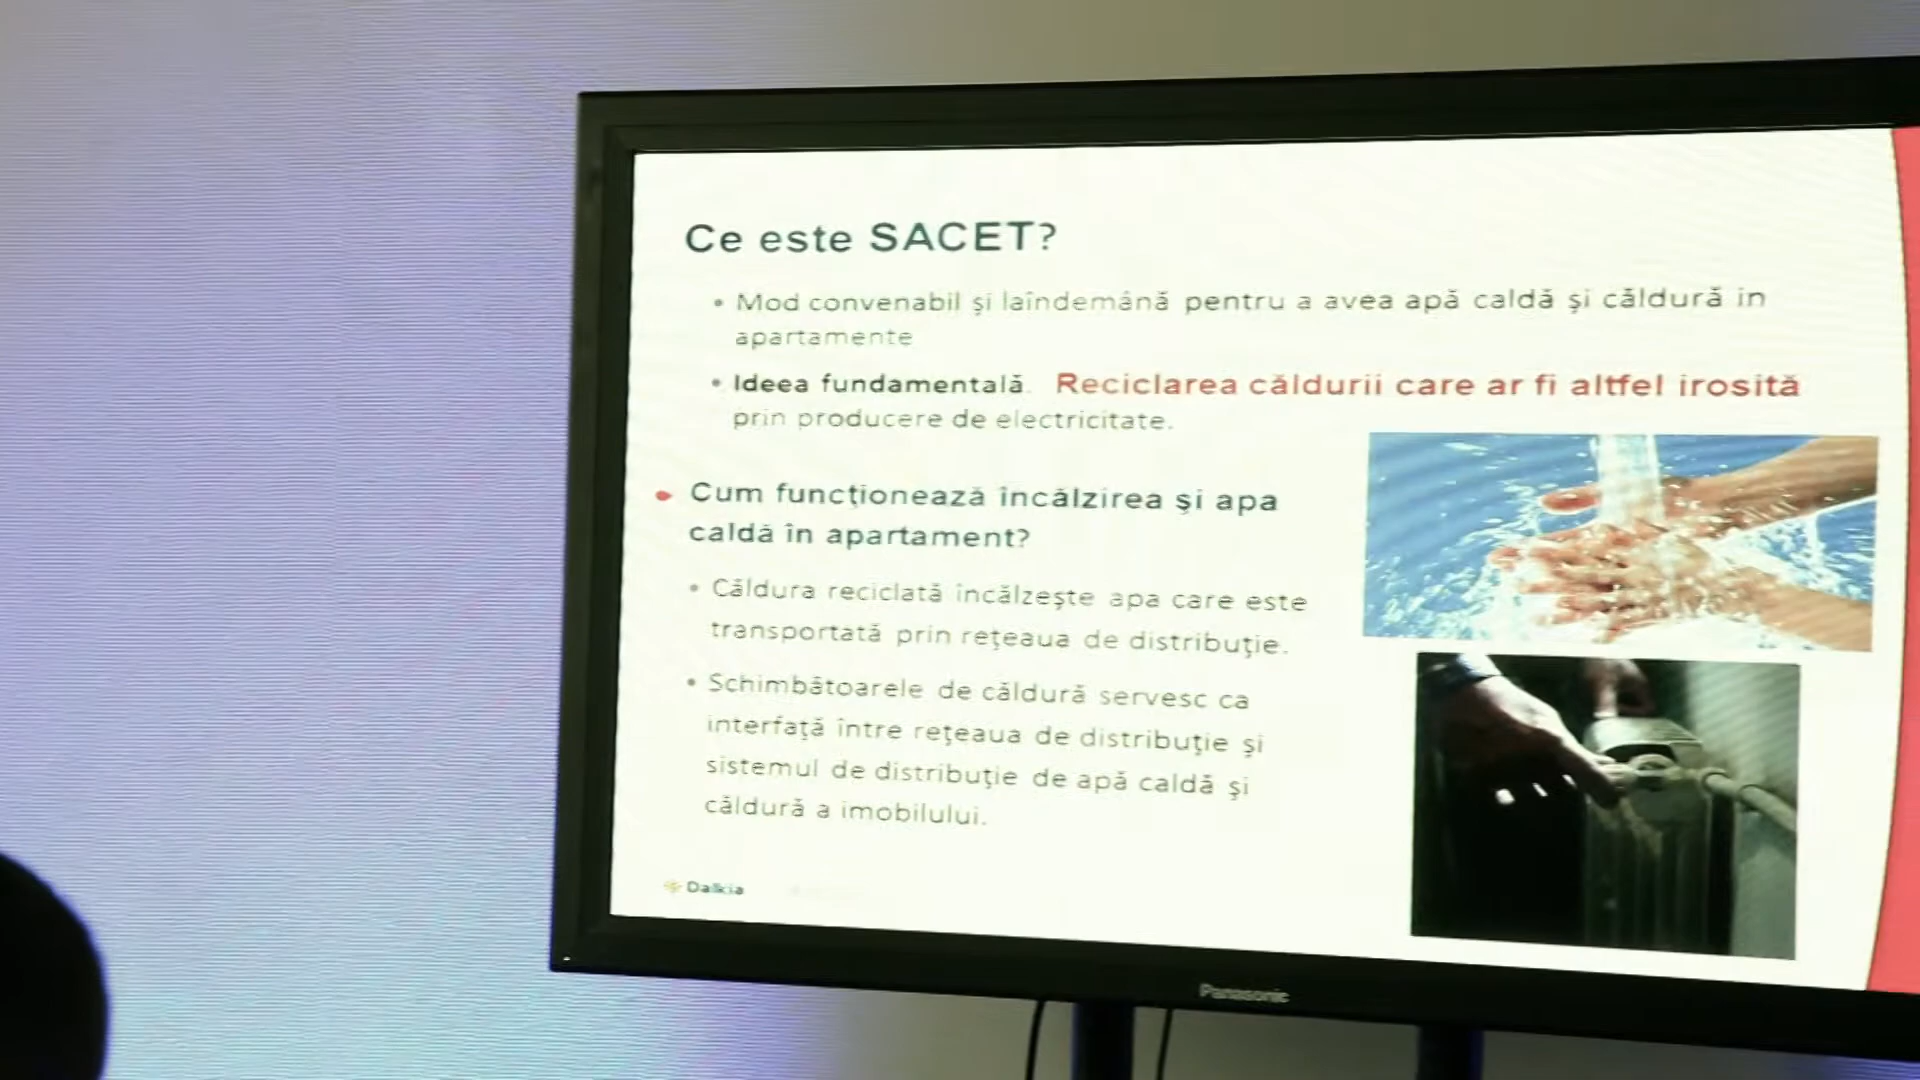 Ce este SACET?
• Mod convenabil şi laîndemână pentru a avea apă caldă şi căldură in
apartamente
• Ideea fundamentală. Reciclarea căldurii care ar fi altfel irosită
prin producere de electricitate.
Cum funcţionează încălzirea şi apa
caldă în apartament?
• Căldura reciclată încălzeşte apa care este
transportată prin reţeaua de distribuţie.
• Schimbătoarele de căldură servesc ca
interfaţă între reţeaua de distribuţie şi
sistemul de distribuţie de apă caldă şi
căldură a imobilului.
Dalkia
Panasonic